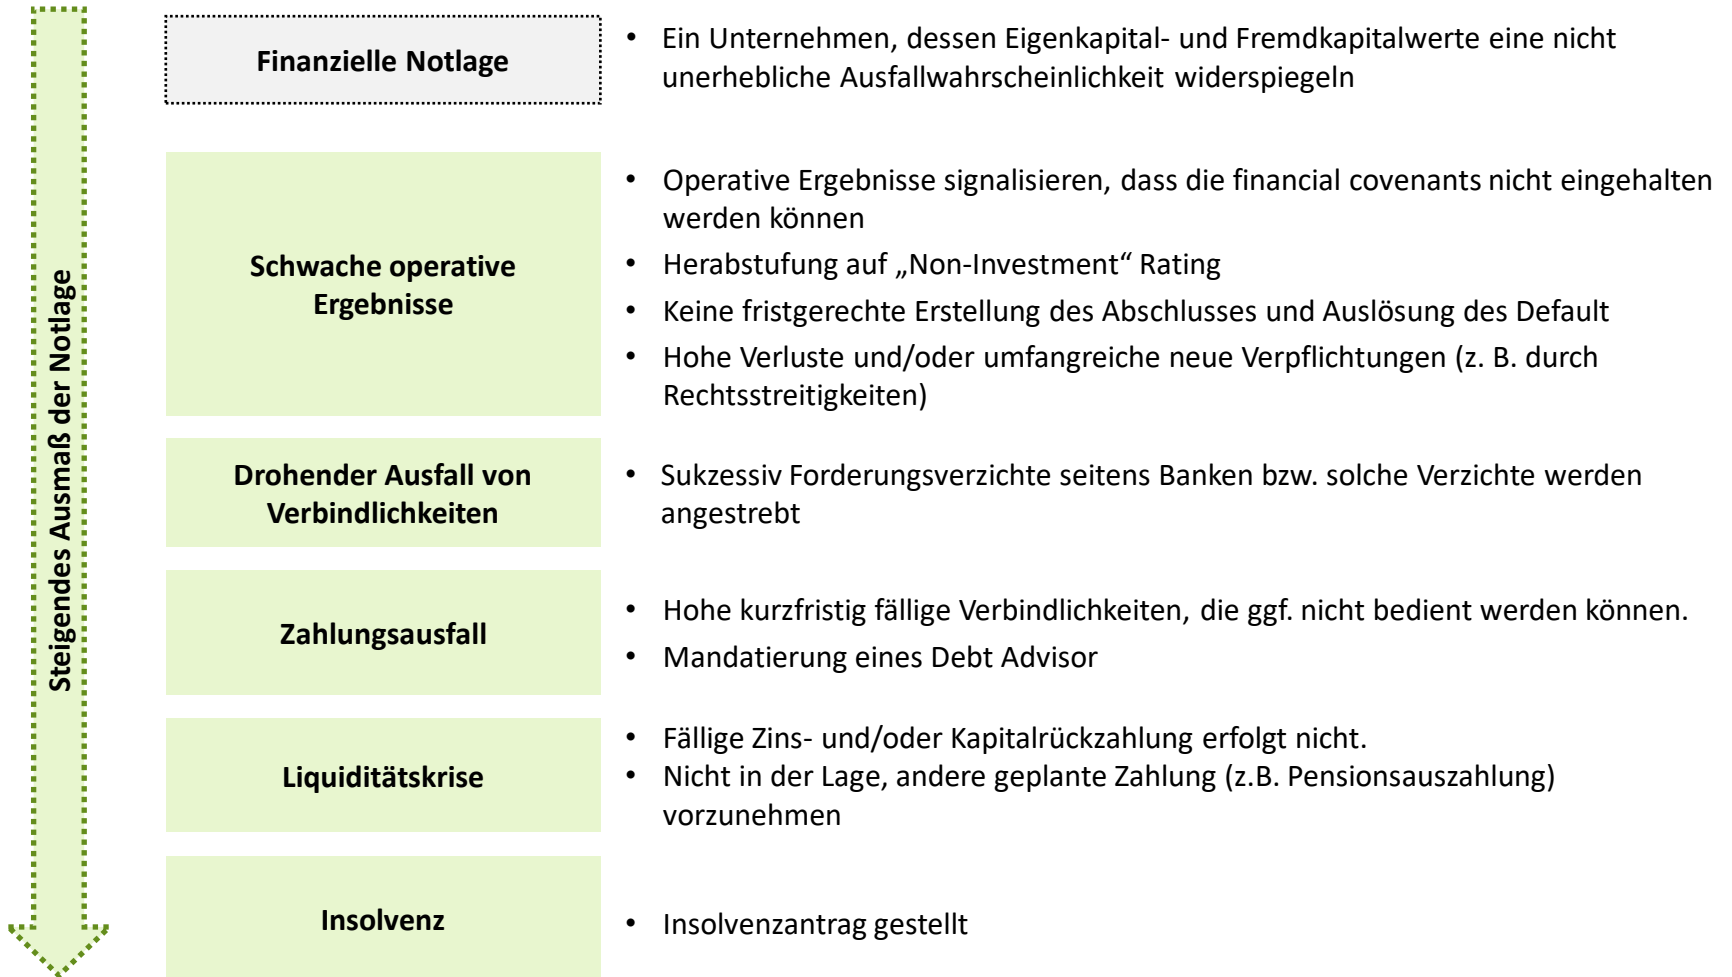 Steigendes Ausmaß der Notlage
Finanzielle Notlage
• Ein Unternehmen, dessen Eigenkapital- und Fremdkapitalwerte eine nicht
unerhebliche Ausfallwahrscheinlichkeit widerspiegeln
Schwache operative
Ergebnisse
• Operative Ergebnisse signalisieren, dass die financial covenants nicht eingehalten
werden können
• Herabstufung auf „Non-Investment“ Rating
• Keine fristgerechte Erstellung des Abschlusses und Auslösung des Default
• Hohe Verluste und/oder umfangreiche neue Verpflichtungen (z. B. durch
Rechtsstreitigkeiten)
Drohender Ausfall von
Verbindlichkeiten
• Sukzessiv Forderungsverzichte seitens Banken bzw. solche Verzichte werden
angestrebt
Zahlungsausfall
• Hohe kurzfristig fällige Verbindlichkeiten, die ggf. nicht bedient werden können.
• Mandatierung eines Debt Advisor
Liquiditätskrise
• Fällige Zins- und/oder Kapitalrückzahlung erfolgt nicht.
• Nicht in der Lage, andere geplante Zahlung (z.B. Pensionsauszahlung)
vorzunehmen
Insolvenz
• Insolvenzantrag gestellt